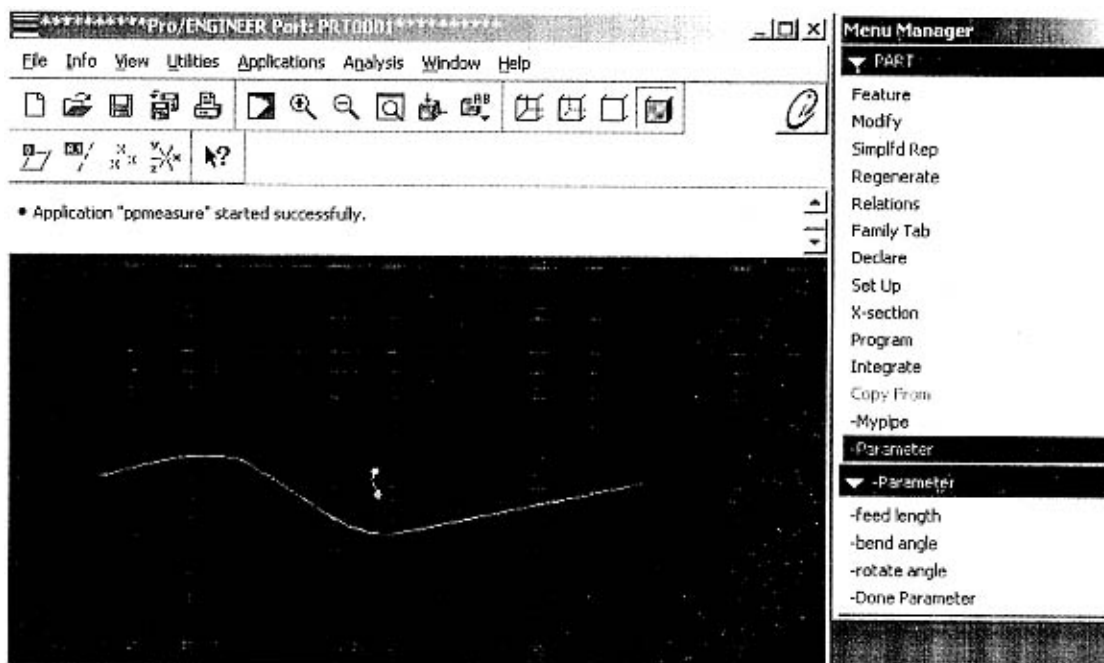 **********Pro/ENGINEER Part: PRT0001**********
File Info View Utilities Applications Analysis Window Help
• Application "ppmeasure" started successfully.
Menu Manager
PART
Feature
Modify
Simplfd Rep
Regenerate
Relations
Family Tab
Declare
Set Up
X-section
Program
Integrate
Copy From
-Mypipe
-Parameter
-Parameter
-feed length
-bend angle
-rotate angle
-Done Parameter